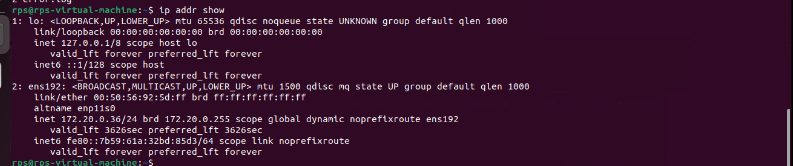 2 error.log
rps@rps-virtual-machine:~$ ip addr show
1: lo: <LOOPBACK,UP,LOWER_UP> mtu 65536 qdisc noqueue state UNKNOWN group default qlen 1000
    link/loopback 00:00:00:00:00:00 brd 00:00:00:00:00:00
    inet 127.0.0.1/8 scope host lo
       valid_lft forever preferred_lft forever
    inet6 ::1/128 scope host
       valid_lft forever preferred_lft forever
2: ens192: <BROADCAST,MULTICAST,UP,LOWER_UP> mtu 1500 qdisc mq state UP group default qlen 1000
    link/ether 00:50:56:92:5d:ff brd ff:ff:ff:ff:ff:ff
    altname enp11s0
    inet 172.20.0.36/24 brd 172.20.0.255 scope global dynamic noprefixroute ens192
       valid_lft 3626sec preferred_lft 3626sec
    inet6 fe80::7b59:61a:32bd:85d3/64 scope link noprefixroute
       valid_lft forever preferred_lft forever
rps@rps-virtual-machine:~$